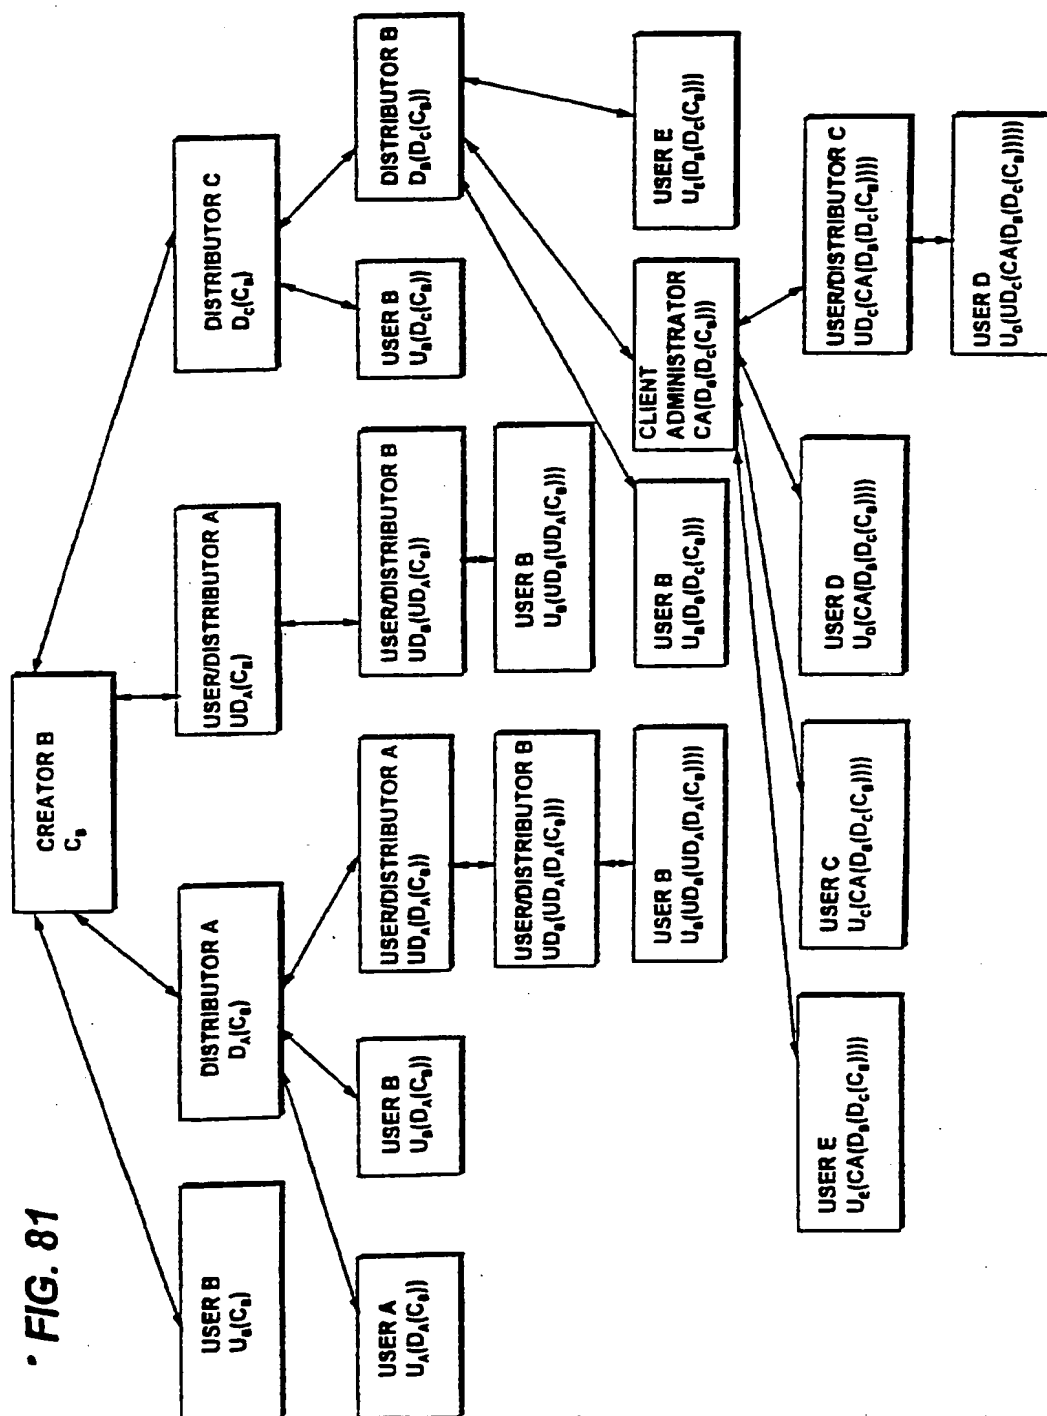 FIG. 81
CREATOR B
C_B
USER B
U_B(C_B)
DISTRIBUTOR A
D_A(C_B)
USER/DISTRIBUTOR A
UD_A(C_B)
DISTRIBUTOR C
D_C(C_B)
USER A
U_A(D_A(C_B))
USER B
U_B(D_A(C_B))
USER/DISTRIBUTOR A
UD_A(D_A(C_B))
USER/DISTRIBUTOR B
UD_B(UD_A(C_B))
USER B
U_B(D_C(C_B))
DISTRIBUTOR B
D_B(D_C(C_B))
USER/DISTRIBUTOR B
UD_B(UD_A(D_A(C_B)))
USER B
U_B(UD_B(UD_A(C_B)))
USER B
U_B(UD_B(UD_A(D_A(C_B))))
USER B
U_B(D_B(D_C(C_B)))
CLIENT
ADMINISTRATOR
CA(D_B(D_C(C_B)))
USER E
U_E(D_B(D_C(C_B)))
USER E
U_E(CA(D_B(D_C(C_B))))
USER C
U_C(CA(D_B(D_C(C_B))))
USER D
U_D(CA(D_B(D_C(C_B))))
USER/DISTRIBUTOR C
UD_C(CA(D_B(D_C(C_B))))
USER D
U_D(UD_C(CA(D_B(D_C(C_B)))))